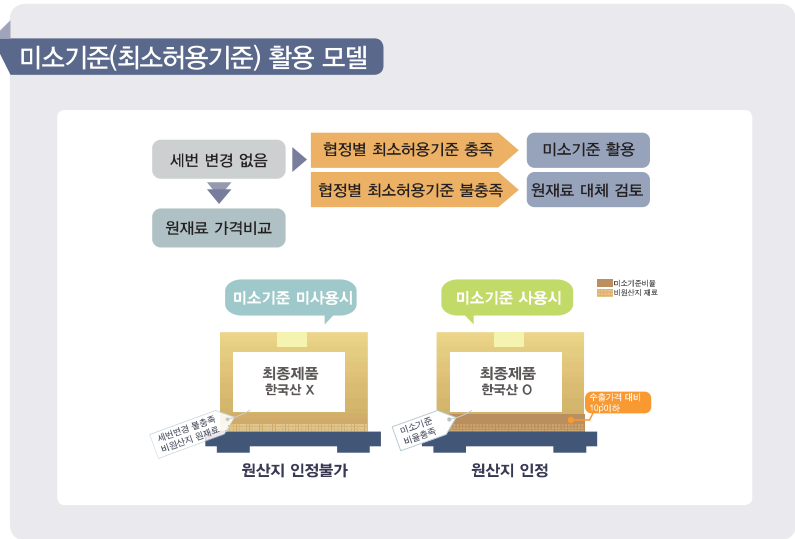 미소기준(최소허용기준) 활용 모델
세번 변경 없음
협정별 최소허용기준 충족
미소기준 활용
협정별 최소허용기준 불충족
원재료 대체 검토
원재료 가격비교
미소기준 미사용시
미소기준 사용시
미소기준비율
비원산지 재료
최종제품
한국산 X
최종제품
한국산 O
수출가격 대비
세번변경 불충족
비원산지 원재료
미소기준
비율충족
원산지 인정불가
원산지 인정